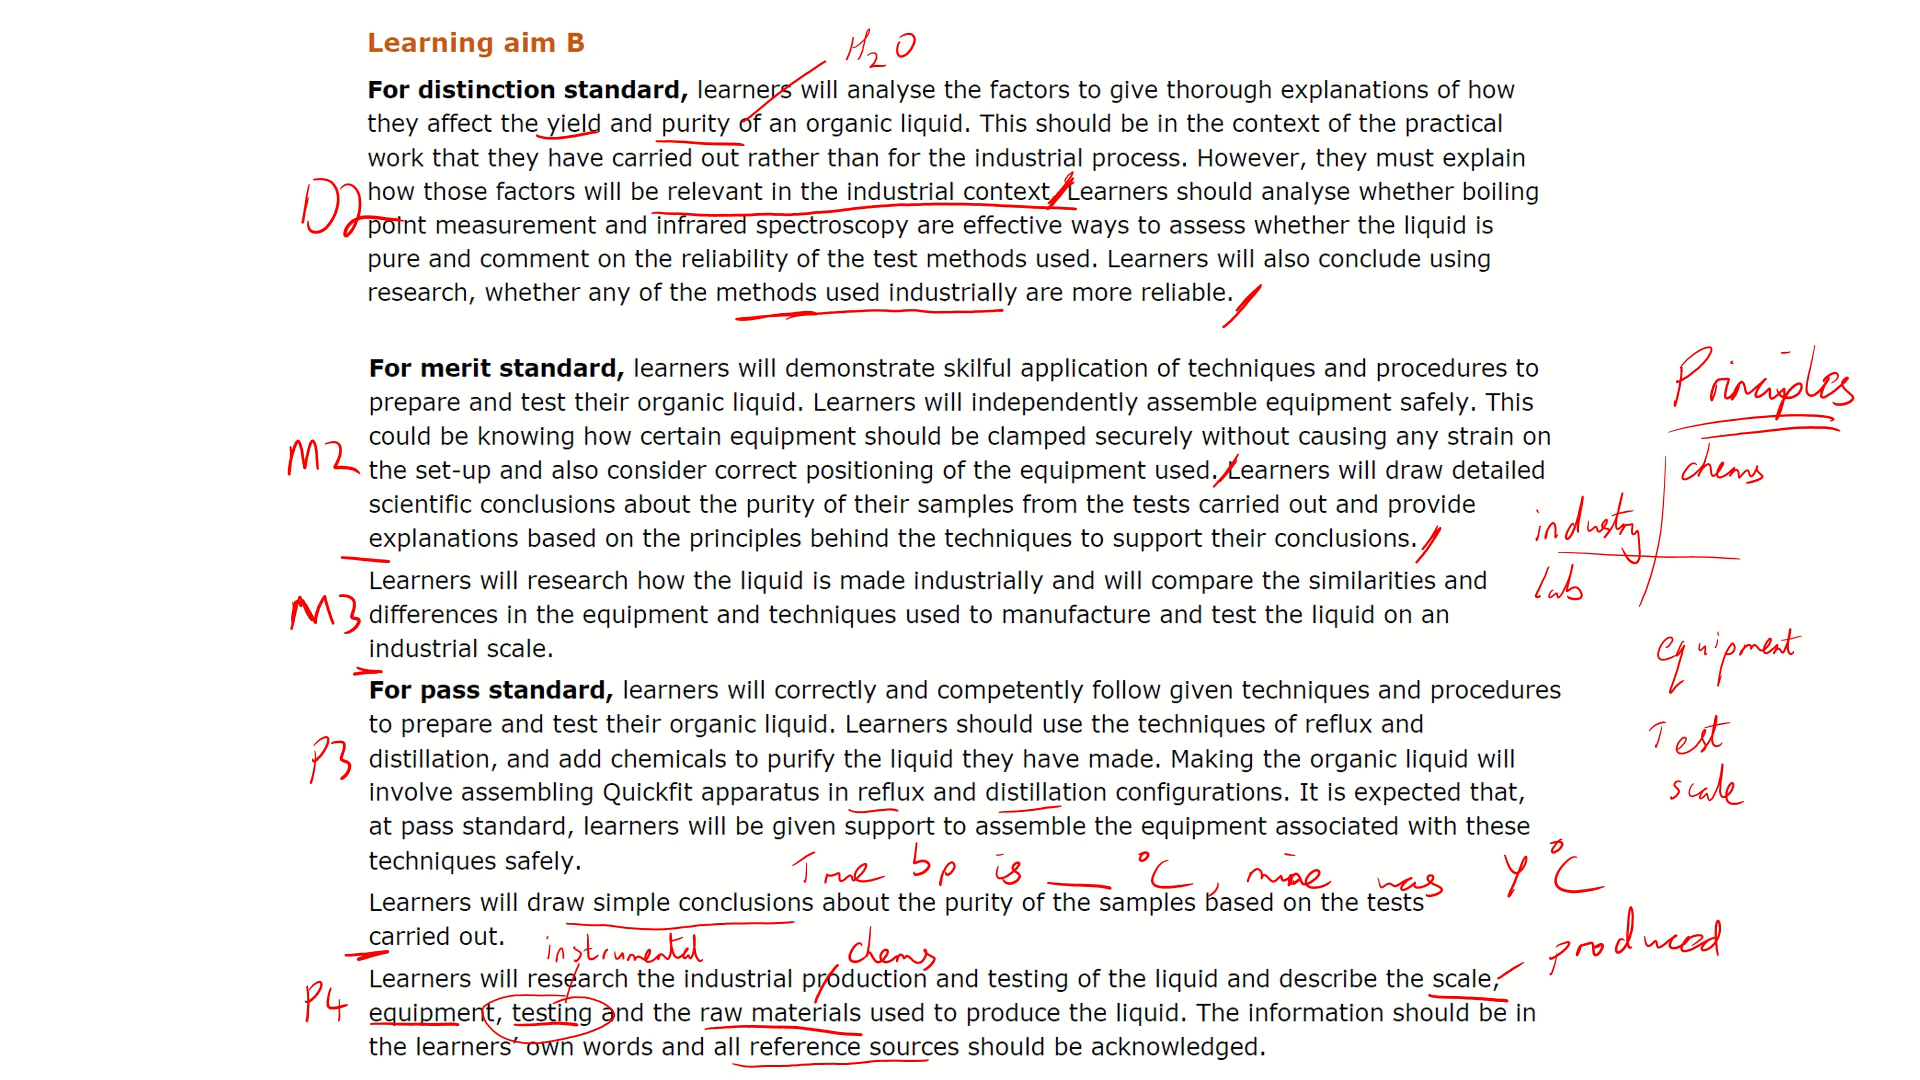 Learning aim B
H2O
For distinction standard, learners will analyse the factors to give thorough explanations of how
they affect the yield and purity of an organic liquid. This should be in the context of the practical
work that they have carried out rather than for the industrial process. However, they must explain
how those factors will be relevant in the industrial context. Learners should analyse whether boiling
D2
point measurement and infrared spectroscopy are effective ways to assess whether the liquid is
pure and comment on the reliability of the test methods used. Learners will also conclude using
research, whether any of the methods used industrially are more reliable.
For merit standard, learners will demonstrate skilful application of techniques and procedures to
Principles
prepare and test their organic liquid. Learners will independently assemble equipment safely. This
could be knowing how certain equipment should be clamped securely without causing any strain on
M2
the set-up and also consider correct positioning of the equipment used. Learners will draw detailed
chems
scientific conclusions about the purity of their samples from the tests carried out and provide
industry
explanations based on the principles behind the techniques to support their conclusions.
Learners will research how the liquid is made industrially and will compare the similarities and
lab
M3
differences in the equipment and techniques used to manufacture and test the liquid on an
industrial scale.
equipment
For pass standard, learners will correctly and competently follow given techniques and procedures
to prepare and test their organic liquid. Learners should use the techniques of reflux and
Test
P3
distillation, and add chemicals to purify the liquid they have made. Making the organic liquid will
involve assembling Quickfit apparatus in reflux and distillation configurations. It is expected that,
scale
at pass standard, learners will be given support to assemble the equipment associated with these
techniques safely.
True bp is __ °C, mine was Y °C
Learners will draw simple conclusions about the purity of the samples based on the tests
carried out.
instrumental
chems
produced
Learners will research the industrial production and testing of the liquid and describe the scale,
P4
equipment, testing and the raw materials used to produce the liquid. The information should be in
the learners’ own words and all reference sources should be acknowledged.